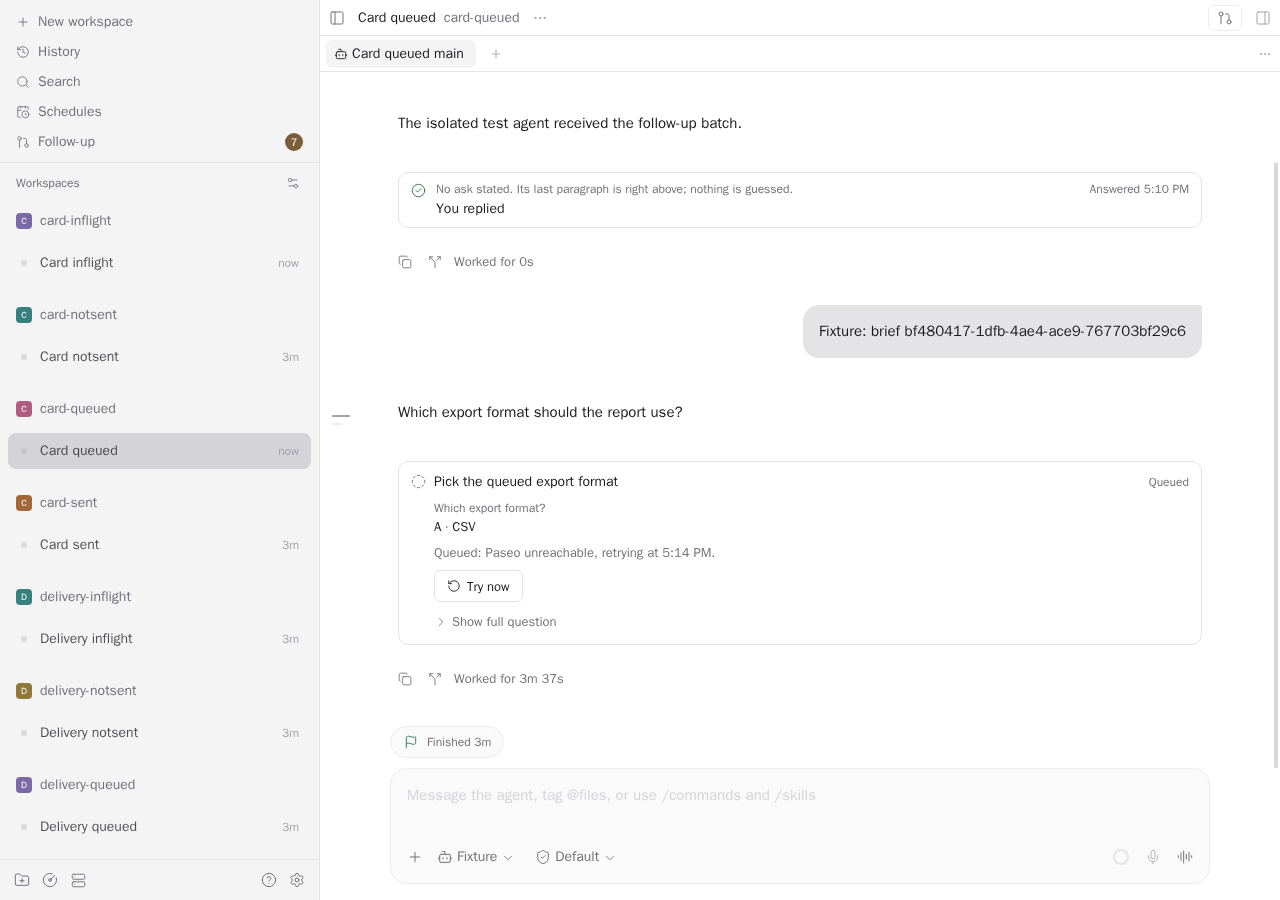 New workspace
History
Search
Schedules
Follow-up 7
Workspaces
C card-inflight
Card inflight now
C card-notsent
Card notsent 3m
C card-queued
Card queued now
C card-sent
Card sent 3m
D delivery-inflight
Delivery inflight 3m
D delivery-notsent
Delivery notsent 3m
D delivery-queued
Delivery queued 3m
Card queued card-queued
Card queued main
The isolated test agent received the follow-up batch.
No ask stated. Its last paragraph is right above; nothing is guessed. Answered 5:10 PM
You replied
Worked for 0s
Fixture: brief bf480417-1dfb-4ae4-ace9-767703bf29c6
Which export format should the report use?
Pick the queued export format Queued
Which export format?
A · CSV
Queued: Paseo unreachable, retrying at 5:14 PM.
Try now
Show full question
Worked for 3m 37s
Finished 3m
Message the agent, tag @files, or use /commands and /skills
Fixture Default